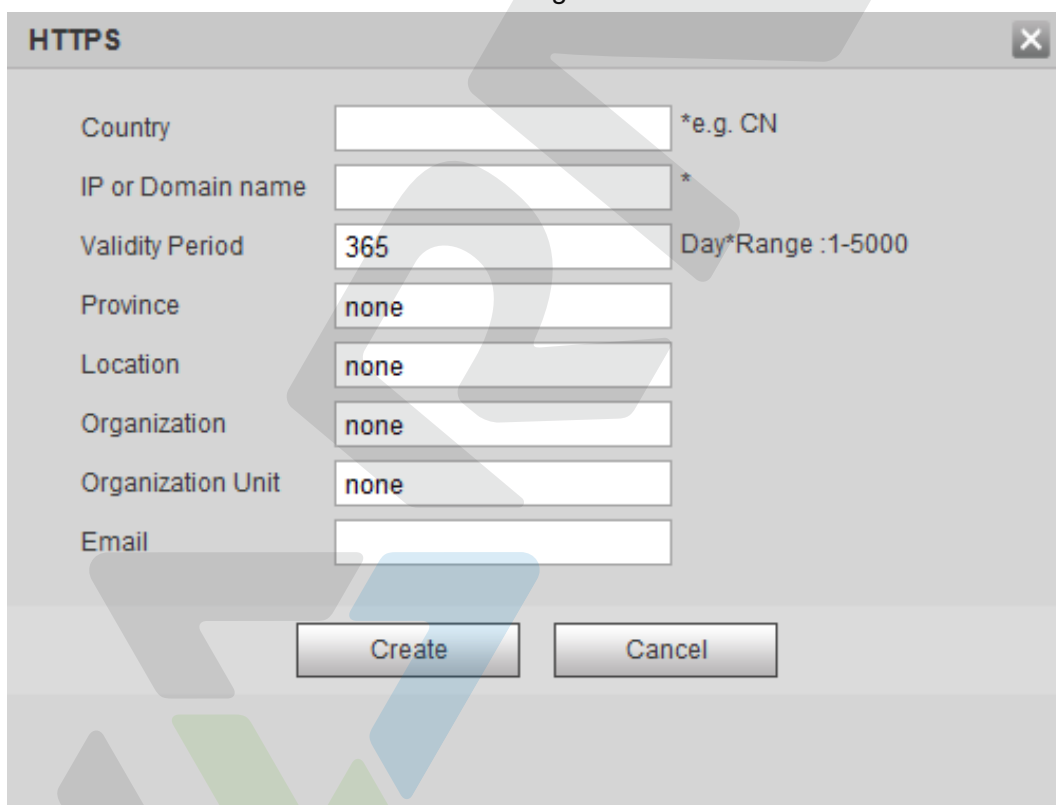 HTTPS
Country *e.g. CN
IP or Domain name *
Validity Period 365 Day*Range :1-5000
Province none
Location none
Organization none
Organization Unit none
Email
Create Cancel